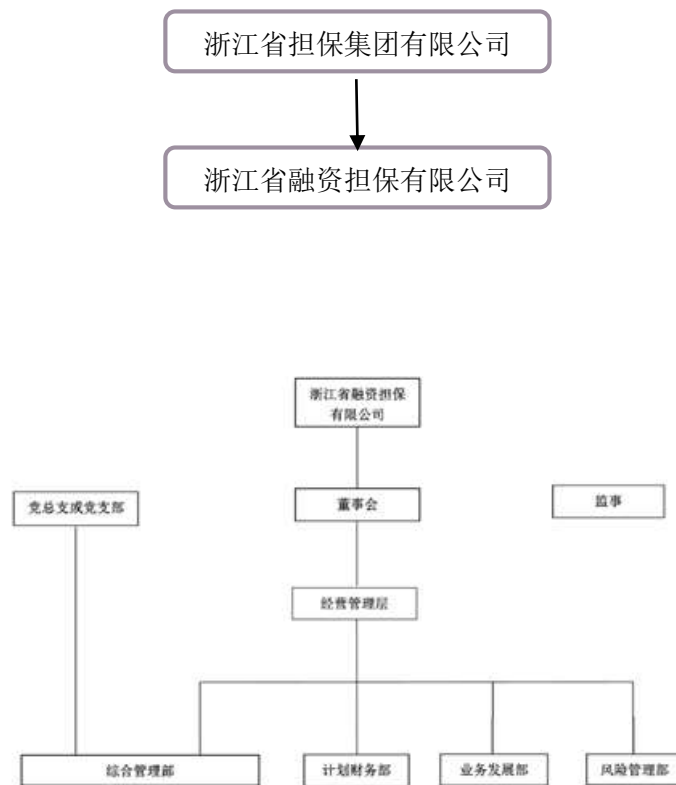 浙江省担保集团有限公司
浙江省融资担保有限公司
浙江省融资担保
有限公司
党总支或党支部
董事会
监事
经营管理层
综合管理部
计划财务部
业务发展部
风险管理部